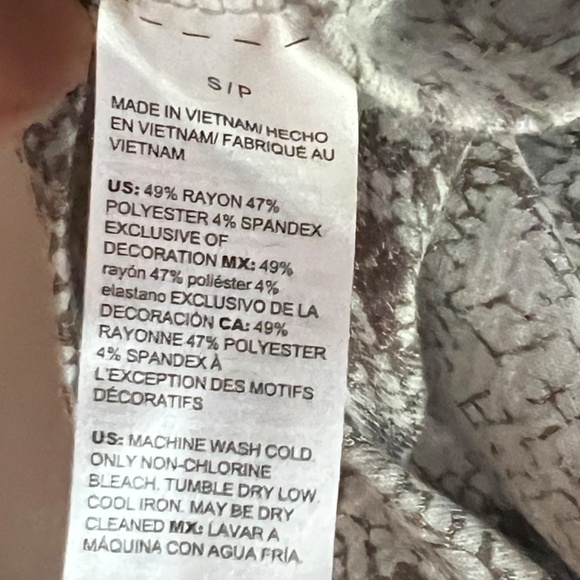 S/P
MADE IN VIETNAM/ HECHO
EN VIETNAM/ FABRIQUÉ AU
VIETNAM
US: 49% RAYON 47%
POLYESTER 4% SPANDEX
EXCLUSIVE OF
DECORATION MX: 49%
rayón 47% poliéster 4%
elastano EXCLUSIVO DE LA
DECORACIÓN CA: 49%
RAYONNE 47% POLYESTER
4% SPANDEX À
L'EXCEPTION DES MOTIFS
DÉCORATIFS
US: MACHINE WASH COLD.
ONLY NON-CHLORINE
BLEACH. TUMBLE DRY LOW.
COOL IRON. MAY BE DRY
CLEANED MX: LAVAR A
MÁQUINA CON AGUA FRÍA.